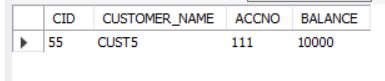 CID CUSTOMER_NAME ACCNO BALANCE
55 CUST5 111 10000